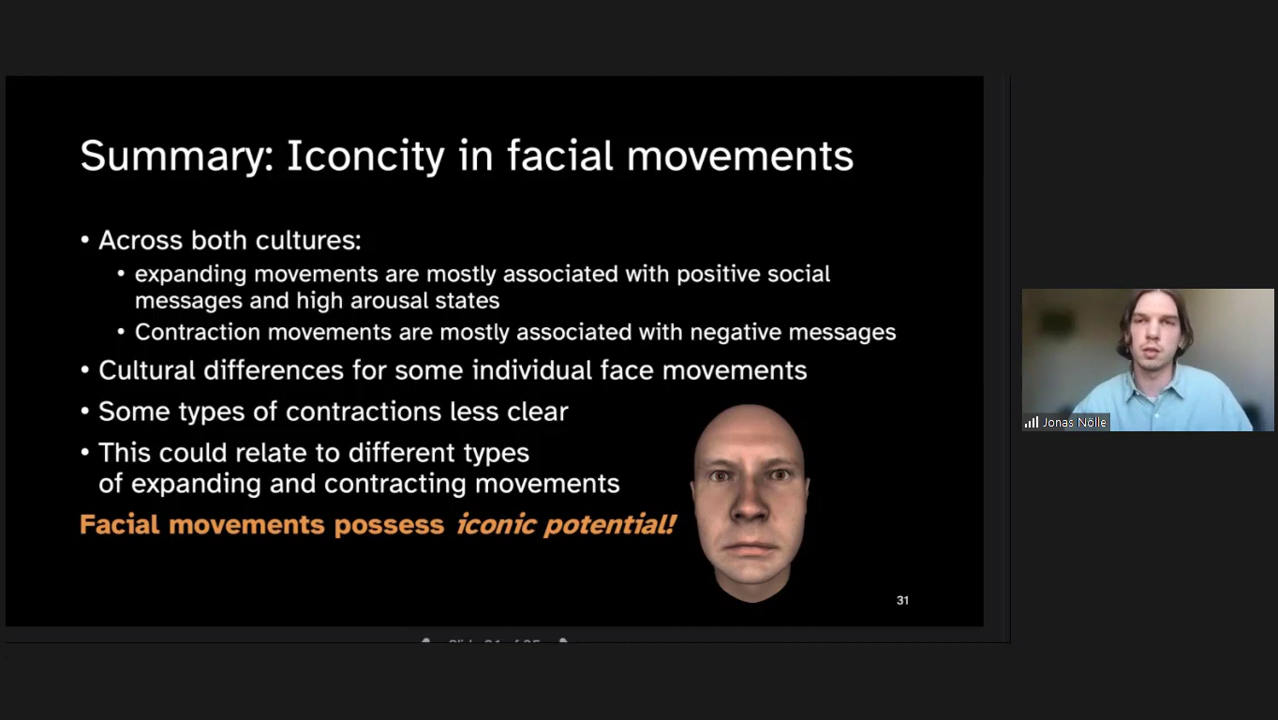 Summary: Iconcity in facial movements
• Across both cultures:
• expanding movements are mostly associated with positive social
messages and high arousal states
• Contraction movements are mostly associated with negative messages
• Cultural differences for some individual face movements
• Some types of contractions less clear
• This could relate to different types
of expanding and contracting movements
Facial movements possess iconic potential!
31
Jonas Nölle